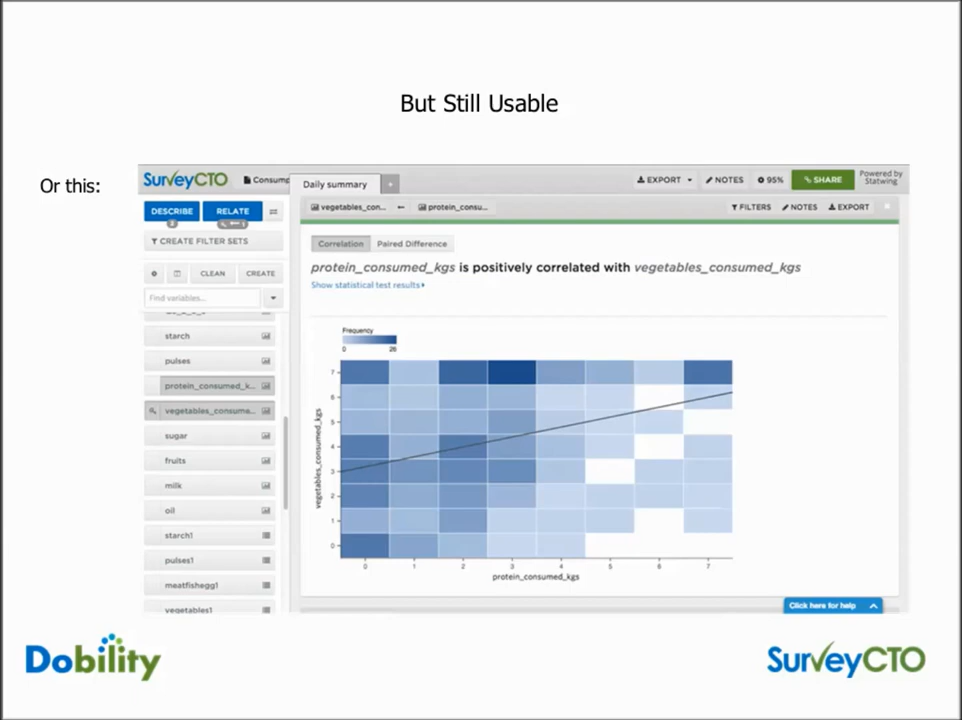 But Still Usable
Or this:
SurveyCTO
Consump
Daily summary
+
EXPORT
NOTES
95%
SHARE
Powered by Statwing
DESCRIBE
RELATE
vegetables_con...
protein_consu...
FILTERS
NOTES
EXPORT
CREATE FILTER SETS
Correlation
Paired Difference
CLEAN
CREATE
protein_consumed_kgs is positively correlated with vegetables_consumed_kgs
Show statistical test results
Find variables...
starch
pulses
protein_consumed_k...
vegetables_consume...
sugar
fruits
milk
oil
starch1
pulses1
meatfishegg1
vegetables1
Frequency
0 28
7
6
5
4
3
2
1
0
vegetables_consumed_kgs
0 1 2 3 4 5 6 7
protein_consumed_kgs
Click here for help
Dobility
SurveyCTO